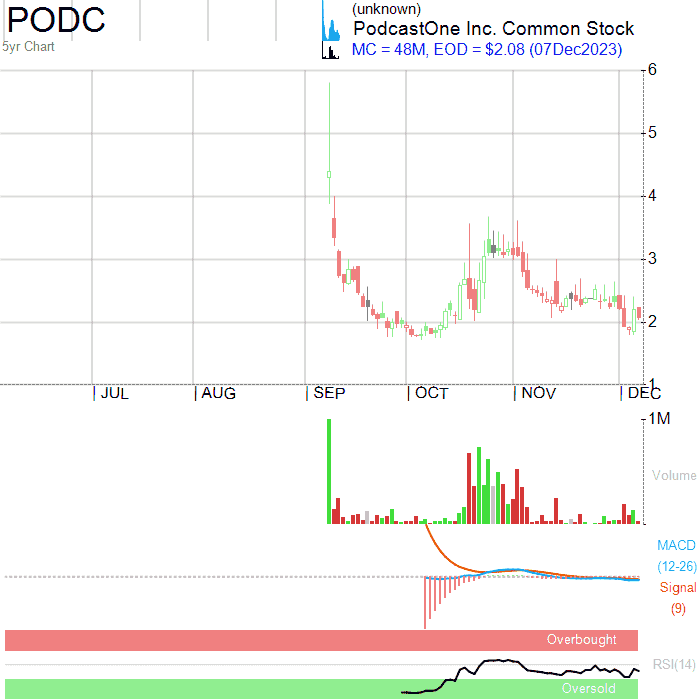 PODC
5yr Chart
(unknown)
PodcastOne Inc. Common Stock
MC = 48M, EOD = $2.08 (07Dec2023)
6
5
4
3
2
1
JUL AUG SEP OCT NOV DEC
1M
Volume
MACD
(12-26)
Signal
(9)
Overbought
RSI(14)
Oversold